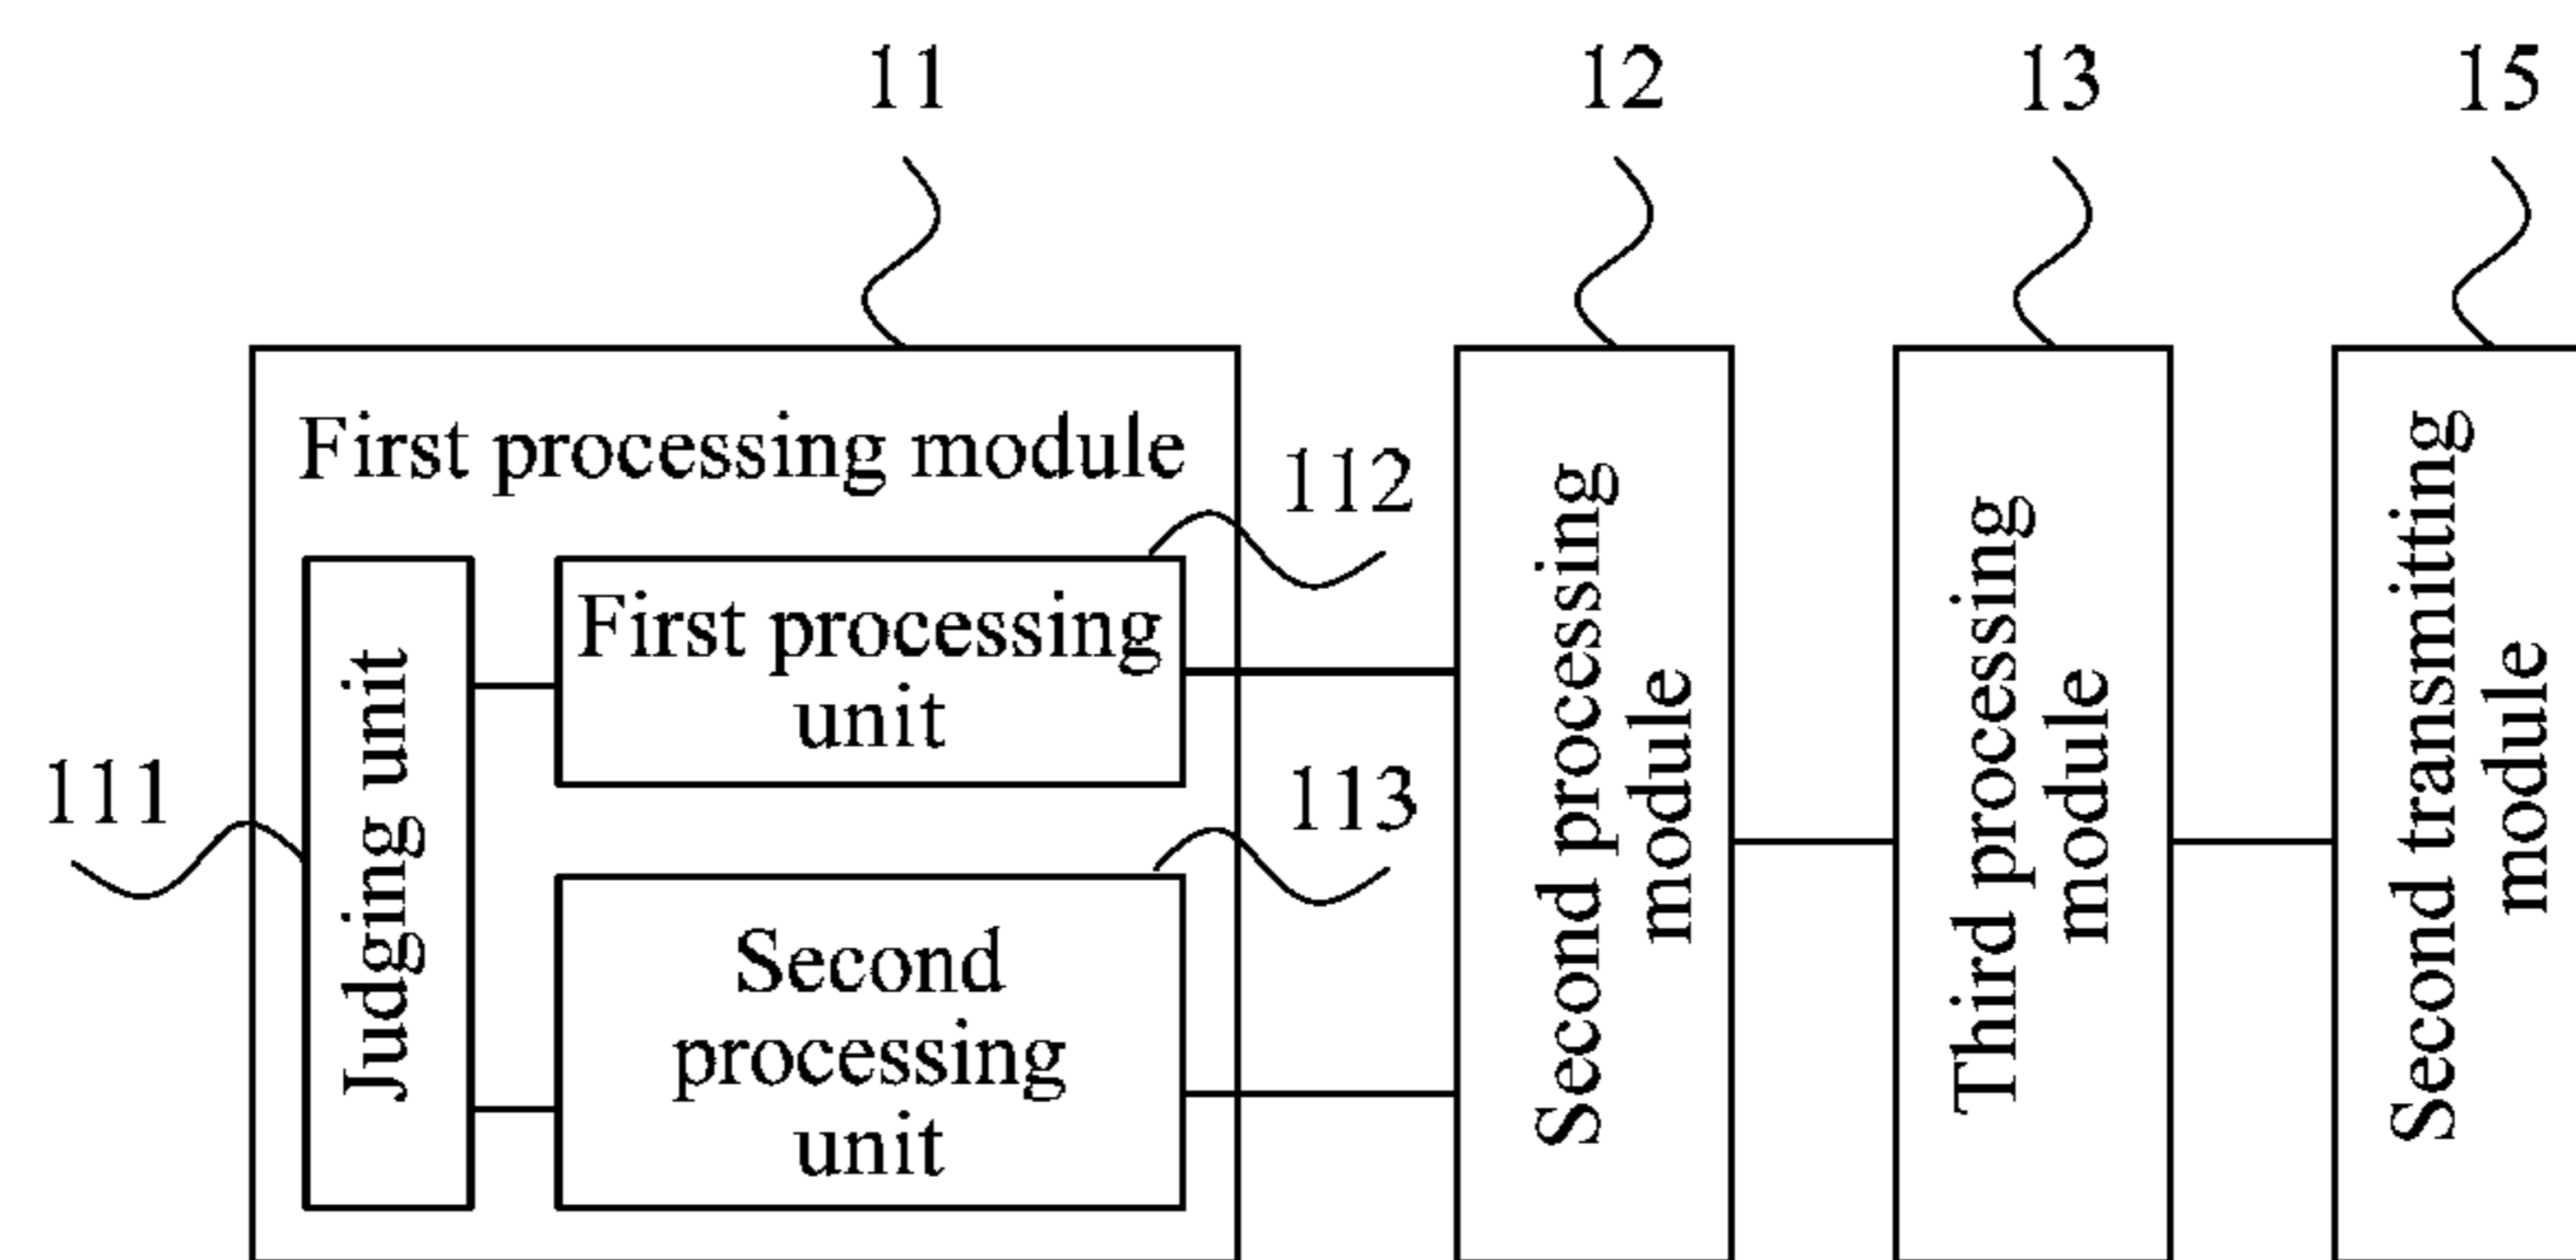 11
12
13
15
First processing module
112
First processing
unit
111
Judging unit
113
Second
processing
unit
Second processing
module
Third processing
module
Second transmitting
module